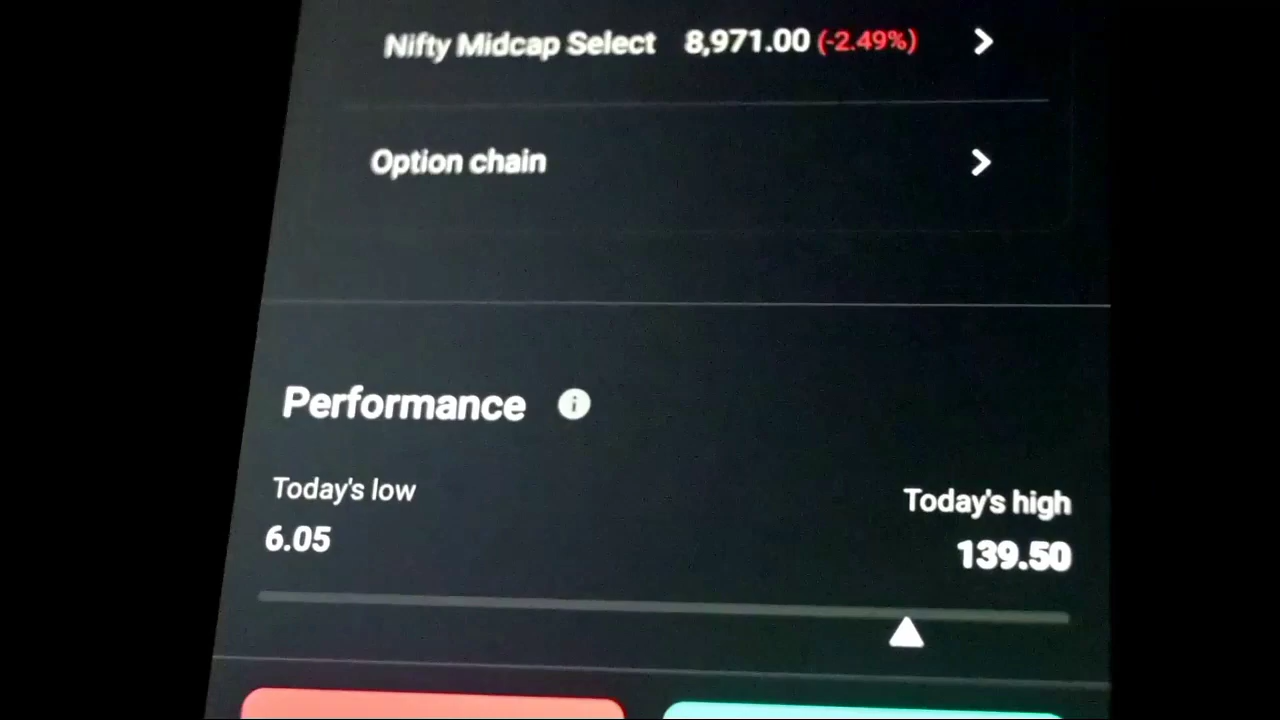 Nifty Midcap Select 8,971.00 (-2.49%)
Option chain
Performance
Today's low
6.05
Today's high
139.50